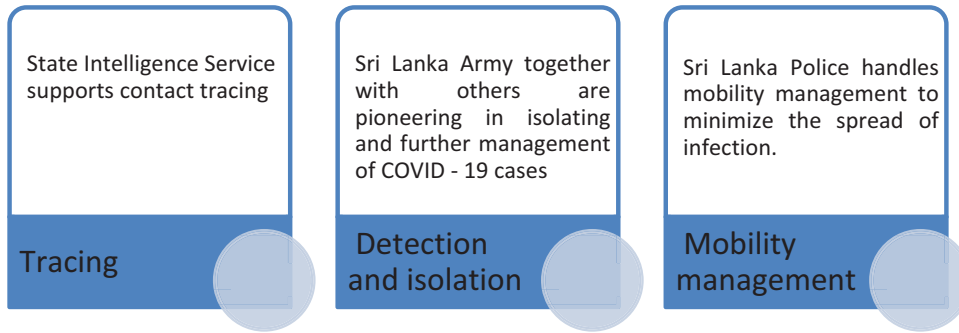 State Intelligence Service
supports contact tracing
Tracing
Sri Lanka Army together
with others are
pioneering in isolating
and further management
of COVID - 19 cases
Detection
and isolation
Sri Lanka Police handles
mobility management to
minimize the spread of
infection.
Mobility
management